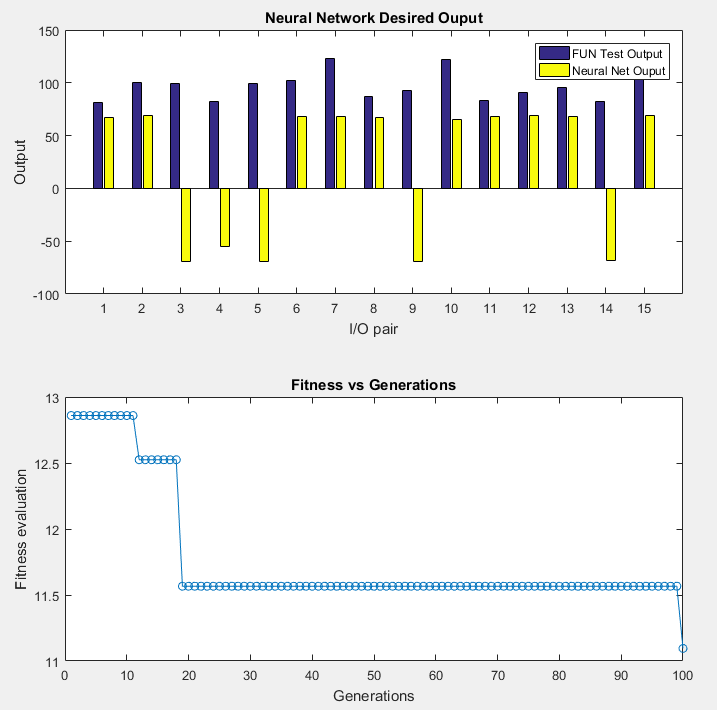 Neural Network Desired Ouput
150
100
50
0
-50
-100
Output
FUN Test Output
Neural Net Ouput
1 2 3 4 5 6 7 8 9 10 11 12 13 14 15
I/O pair
Fitness vs Generations
13
12.5
12
11.5
11
Fitness evaluation
0 10 20 30 40 50 60 70 80 90 100
Generations